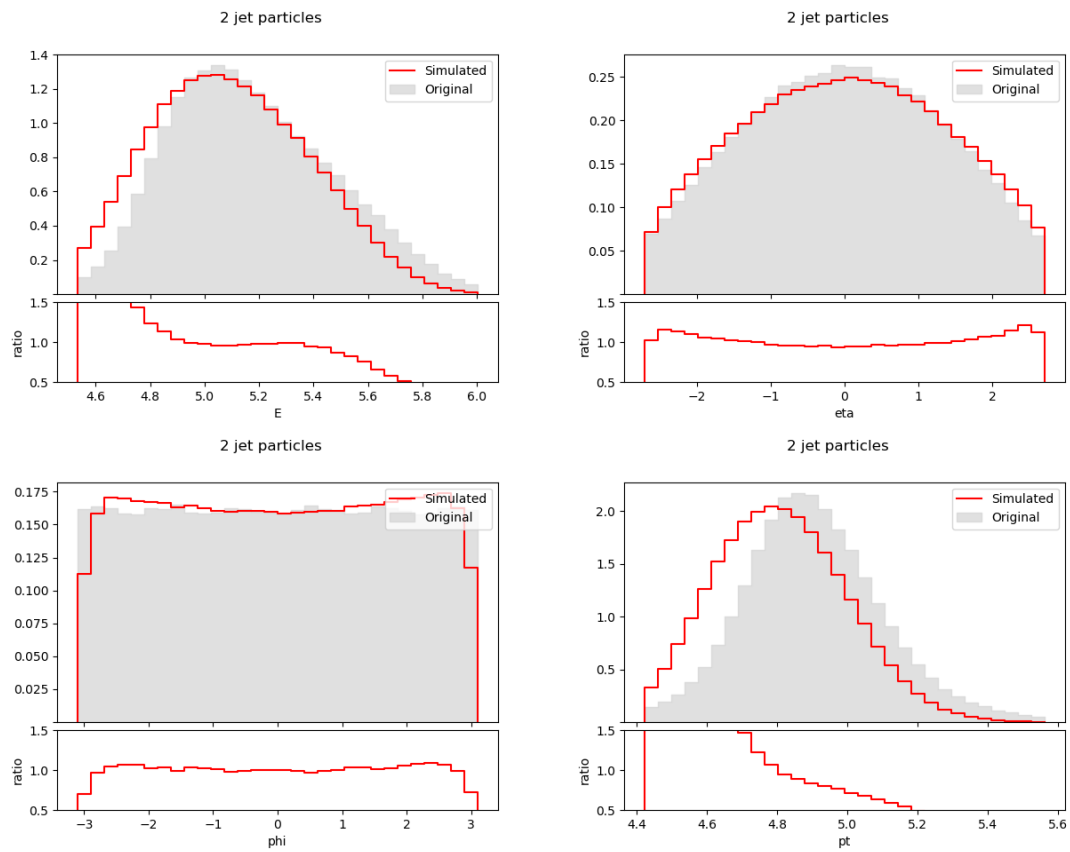 2 jet particles
1.4
1.2
1.0
0.8
0.6
0.4
0.2
Simulated
Original
1.5
1.0
0.5
ratio
4.6 4.8 5.0 5.2 5.4 5.6 5.8 6.0
E
2 jet particles
0.25
0.20
0.15
0.10
0.05
Simulated
Original
1.5
1.0
0.5
ratio
−2 −1 0 1 2
eta
2 jet particles
0.175
0.150
0.125
0.100
0.075
0.050
0.025
Simulated
Original
1.5
1.0
0.5
ratio
−3 −2 −1 0 1 2 3
phi
2 jet particles
2.0
1.5
1.0
0.5
Simulated
Original
1.5
1.0
0.5
ratio
4.4 4.6 4.8 5.0 5.2 5.4 5.6
pt